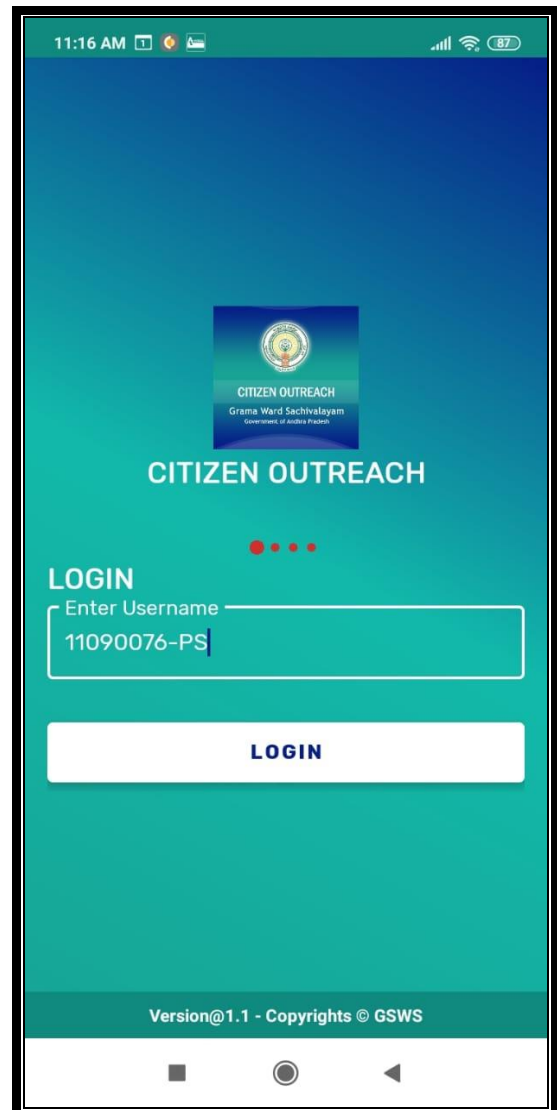 11:16 AM 1
87
CITIZEN OUTREACH
Grama Ward Sachivalayam
Government of Andhra Pradesh
CITIZEN OUTREACH
LOGIN
Enter Username
11090076-PS
LOGIN
Version@1.1 - Copyrights © GSWS